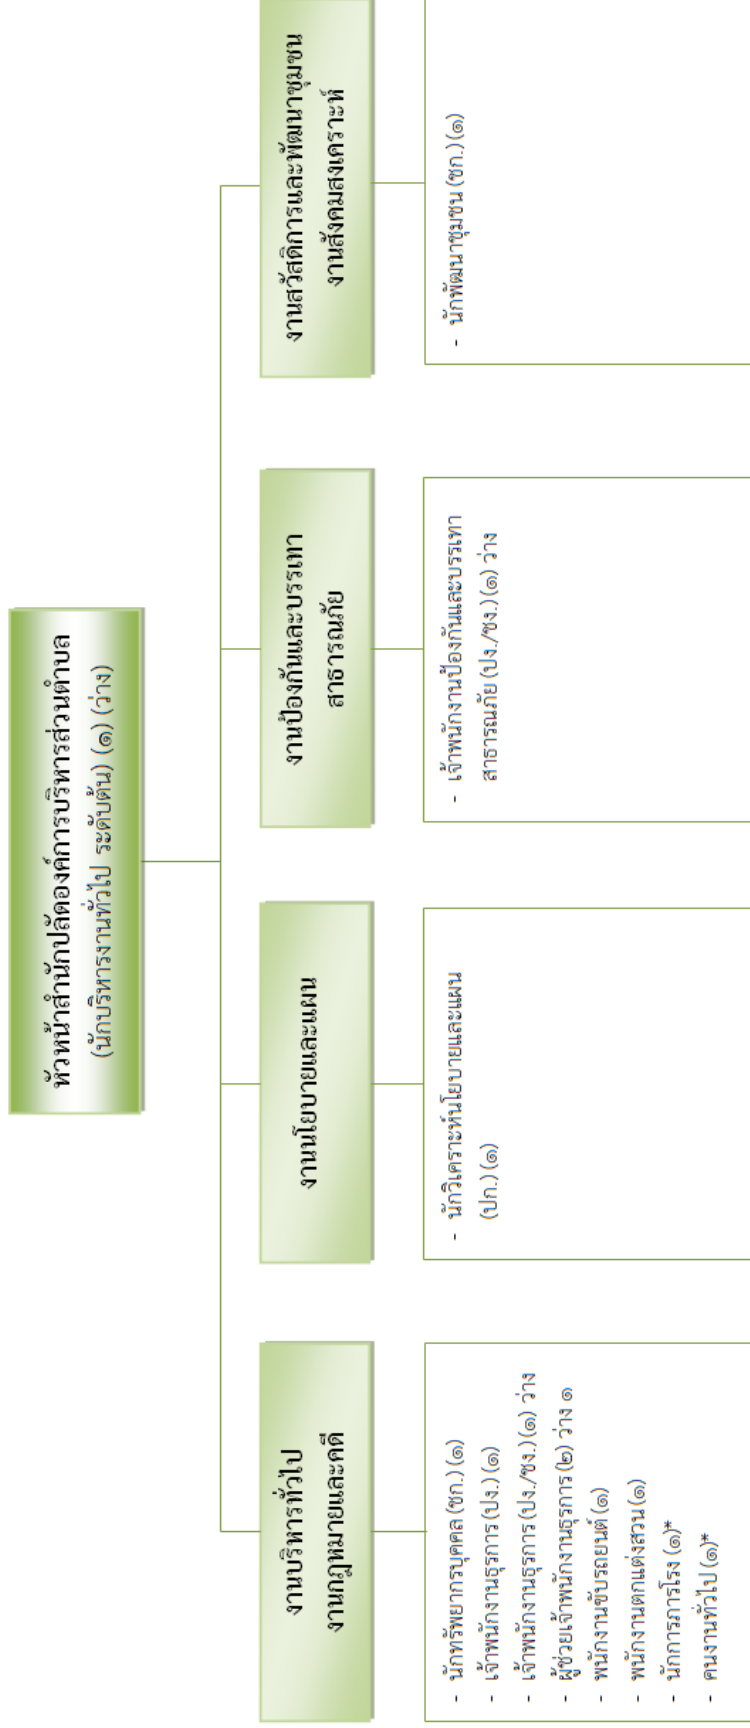 หัวหน้าสำนักปลัดองค์การบริหารส่วนตำบล
(นักบริหารงานทั่วไป ระดับต้น) (๑) (ว่าง)
งานบริหารทั่วไป
งานกฎหมายและคดี
งานนโยบายและแผน
งานป้องกันและบรรเทา
สาธารณภัย
งานสวัสดิการและพัฒนาชุมชน
งานสังคมสงเคราะห์
- นักทรัพยากรบุคคล (ชก.) (๑)
- เจ้าพนักงานธุรการ (ปง.) (๑)
- เจ้าพนักงานธุรการ (ปง./ชง.) (๑) ว่าง
- ผู้ช่วยเจ้าพนักงานธุรการ (๒) ว่าง ๑
- พนักงานขับรถยนต์ (๑)
- พนักงานตกแต่งสวน (๑)
- นักการภารโรง (๑)*
- คนงานทั่วไป (๑)*
- นักวิเคราะห์นโยบายและแผน
(ปก.) (๑)
- เจ้าพนักงานป้องกันและบรรเทา
สาธารณภัย (ปง./ชง.) (๑) ว่าง
- นักพัฒนาชุมชน (ชก.) (๑)